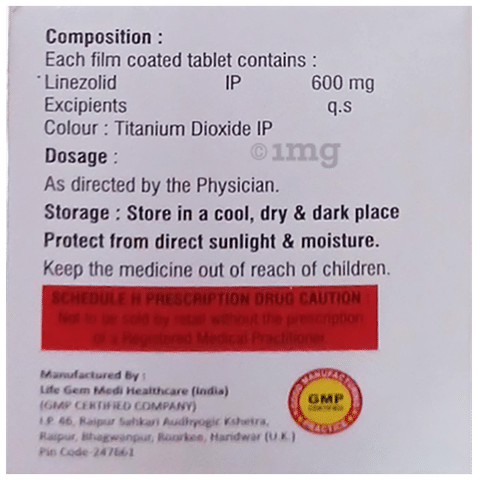 Composition :
Each film coated tablet contains :
Linezolid IP 600 mg
Excipients q.s
Colour : Titanium Dioxide IP
Dosage :
©1mg
As directed by the Physician.
Storage : Store in a cool, dry & dark place
Protect from direct sunlight & moisture.
Keep the medicine out of reach of children.
SCHEDULE H PRESCRIPTION DRUG CAUTION :
Not to be sold by retail without the prescription
of a Registered Medical Practitioner
Manufactured By :
Life Gem Medi Healthcare (India)
(GMP CERTIFIED COMPANY)
I.P. 46, Raipur Sahkari Audhyogic Kshetra,
Raipur, Bhagwanpur, Roorkee, Haridwar (U.K.)
Pin Code-247661
GOOD MANUFACTURING
GMP
CERTIFIED
PRACTICE